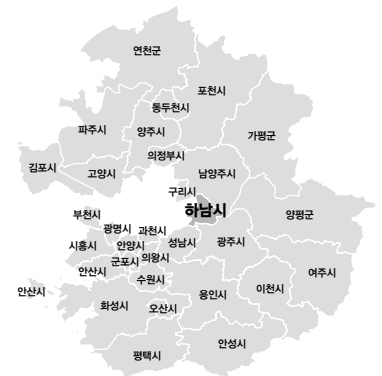 연천군
포천시
동두천시
파주시
양주시
가평군
의정부시
김포시
고양시
남양주시
구리시
하남시
부천시
양평군
광명시
과천시
시흥시
안양시
성남시
광주시
군포시
의왕시
안산시
수원시
여주시
안산시
용인시
이천시
화성시
오산시
안성시
평택시